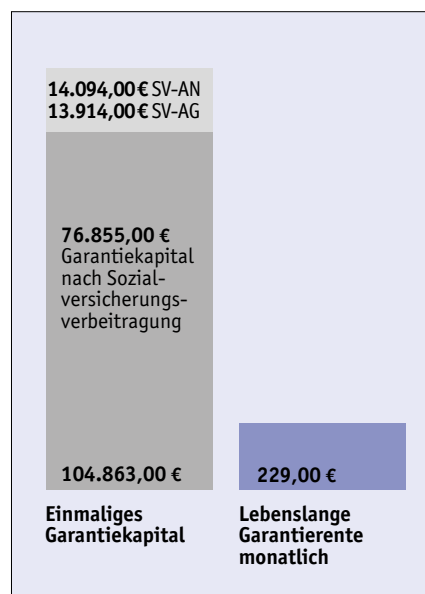 14.094,00 € SV-AN
13.914,00 € SV-AG
76.855,00 €
Garantiekapital
nach Sozial-
versicherungs-
verbeitragung
104.863,00 €
229,00 €
Einmaliges
Garantiekapital
Lebenslange
Garantierente
monatlich